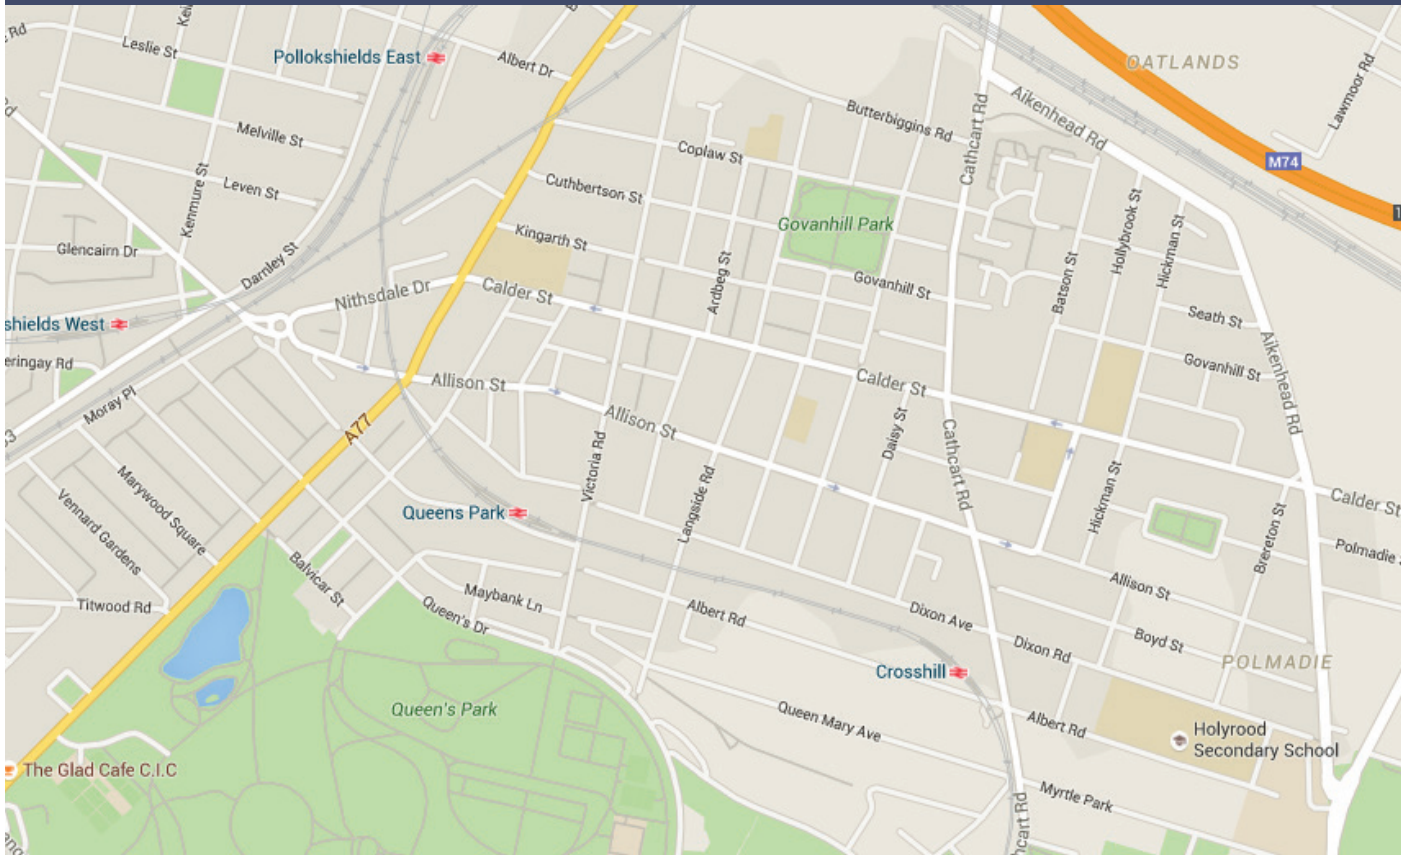 Rd
Leslie St
Pollokshields East
Albert Dr
OATLANDS
Lawmoor Rd
Aikenhead Rd
Butterbiggins Rd
Cathcart Rd
M74
Melville St
Coplaw St
Leven St
Kenmure St
Cuthbertson St
Govanhill Park
Kingarth St
Glencairn Dr
Darnley St
Ardbeg St
Batson St
Hollybrook St
Hickman St
Nithsdale Dr
Calder St
Govanhill St
Seath St
shields West
eringay Rd
Allison St
Calder St
Govanhill St
Aikenhead Rd
Moray Pl
A77
Allison St
Daisy St
Cathcart Rd
Victoria Rd
Langside Rd
Marywood Square
Vennard Gardens
Queens Park
Hickman St
Calder St
Brereton St
Polmadie
Balvicar St
Titwood Rd
Maybank Ln
Queen's Dr
Albert Rd
Dixon Ave
Allison St
Dixon Rd
Boyd St
POLMADIE
Crosshill
Queen's Park
Queen Mary Ave
Albert Rd
Holyrood
Secondary School
The Glad Cafe C.I.C
Myrtle Park
hcart Rd